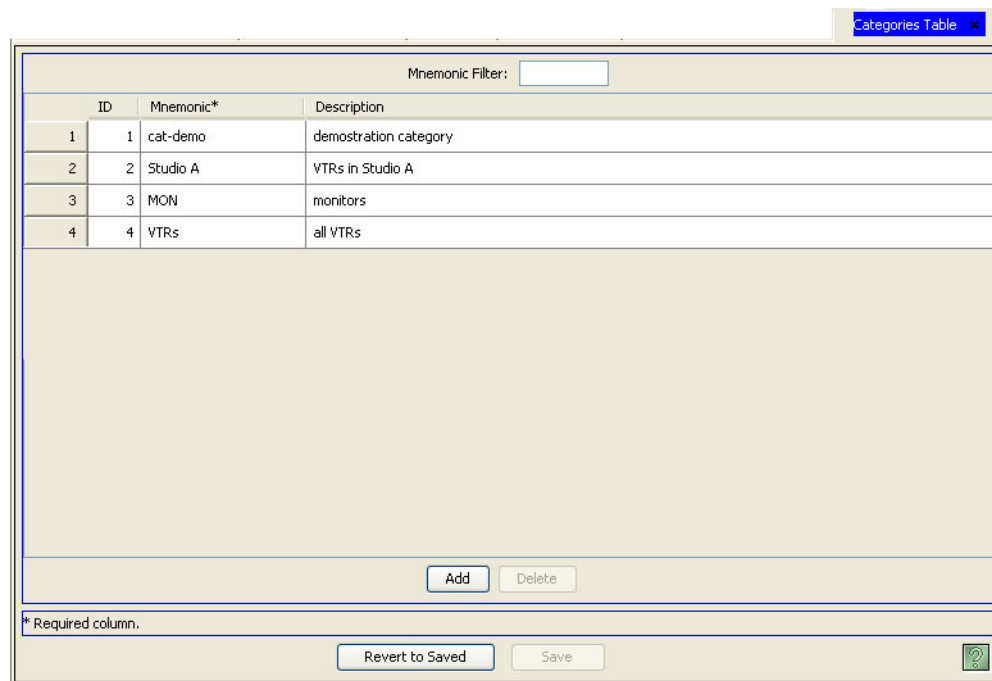 Categories Table ×
Mnemonic Filter:
ID Mnemonic* Description
1 1 cat-demo demostration category
2 2 Studio A VTRs in Studio A
3 3 MON monitors
4 4 VTRs all VTRs
Add Delete
* Required column.
Revert to Saved Save ?